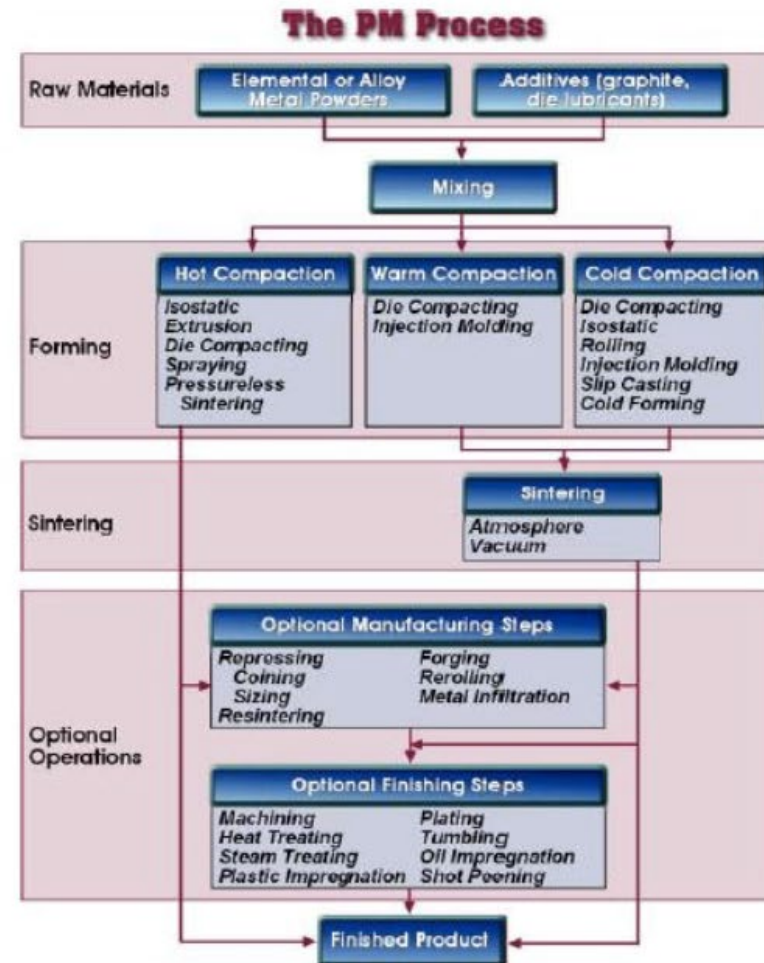 The PM Process
Raw Materials
Elemental or Alloy
Metal Powders
Additives (graphite,
die lubricants)
Mixing
Forming
Hot Compaction
Isostatic
Extrusion
Die Compacting
Spraying
Pressureless
Sintering
Warm Compaction
Die Compacting
Injection Molding
Cold Compaction
Die Compacting
Isostatic
Rolling
Injection Molding
Slip Casting
Cold Forming
Sintering
Sintering
Atmosphere
Vacuum
Optional
Operations
Optional Manufacturing Steps
Repressing
Coining
Sizing
Resintering
Forging
Rerolling
Metal Infiltration
Optional Finishing Steps
Machining
Heat Treating
Steam Treating
Plastic Impregnation
Plating
Tumbling
Oil Impregnation
Shot Peening
Finished Product